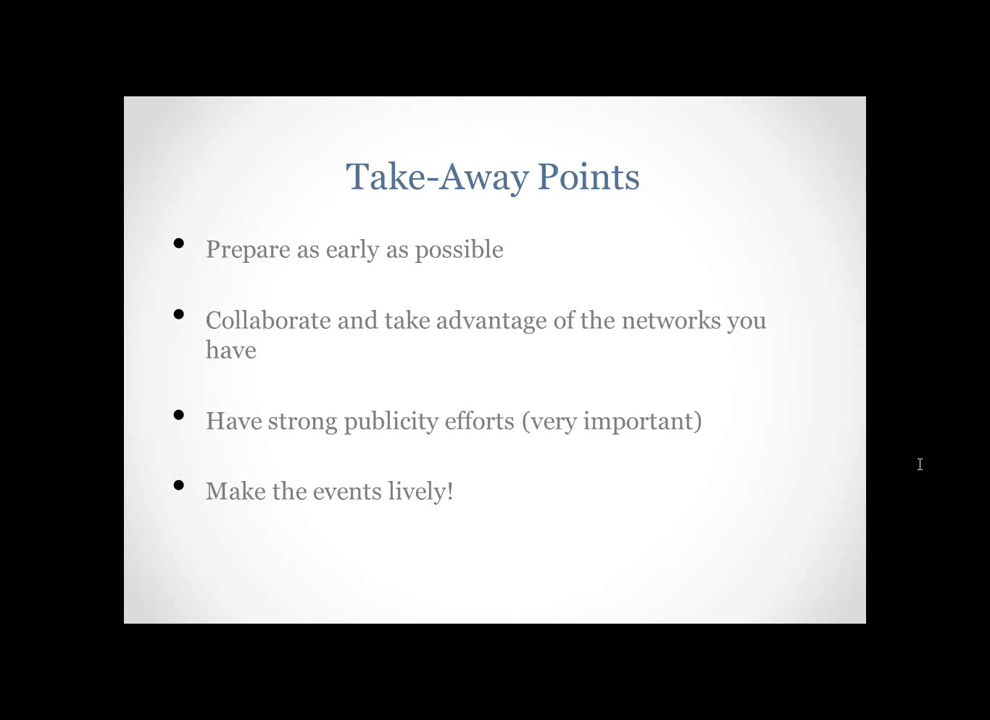 Take-Away Points
• Prepare as early as possible
• Collaborate and take advantage of the networks you
have
• Have strong publicity efforts (very important)
• Make the events lively!